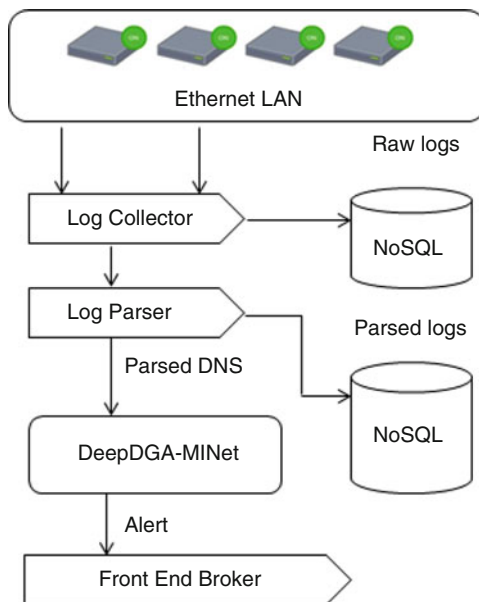 Ethernet LAN
Raw logs
Log Collector
NoSQL
Log Parser
Parsed logs
Parsed DNS
NoSQL
DeepDGA-MINet
Alert
Front End Broker